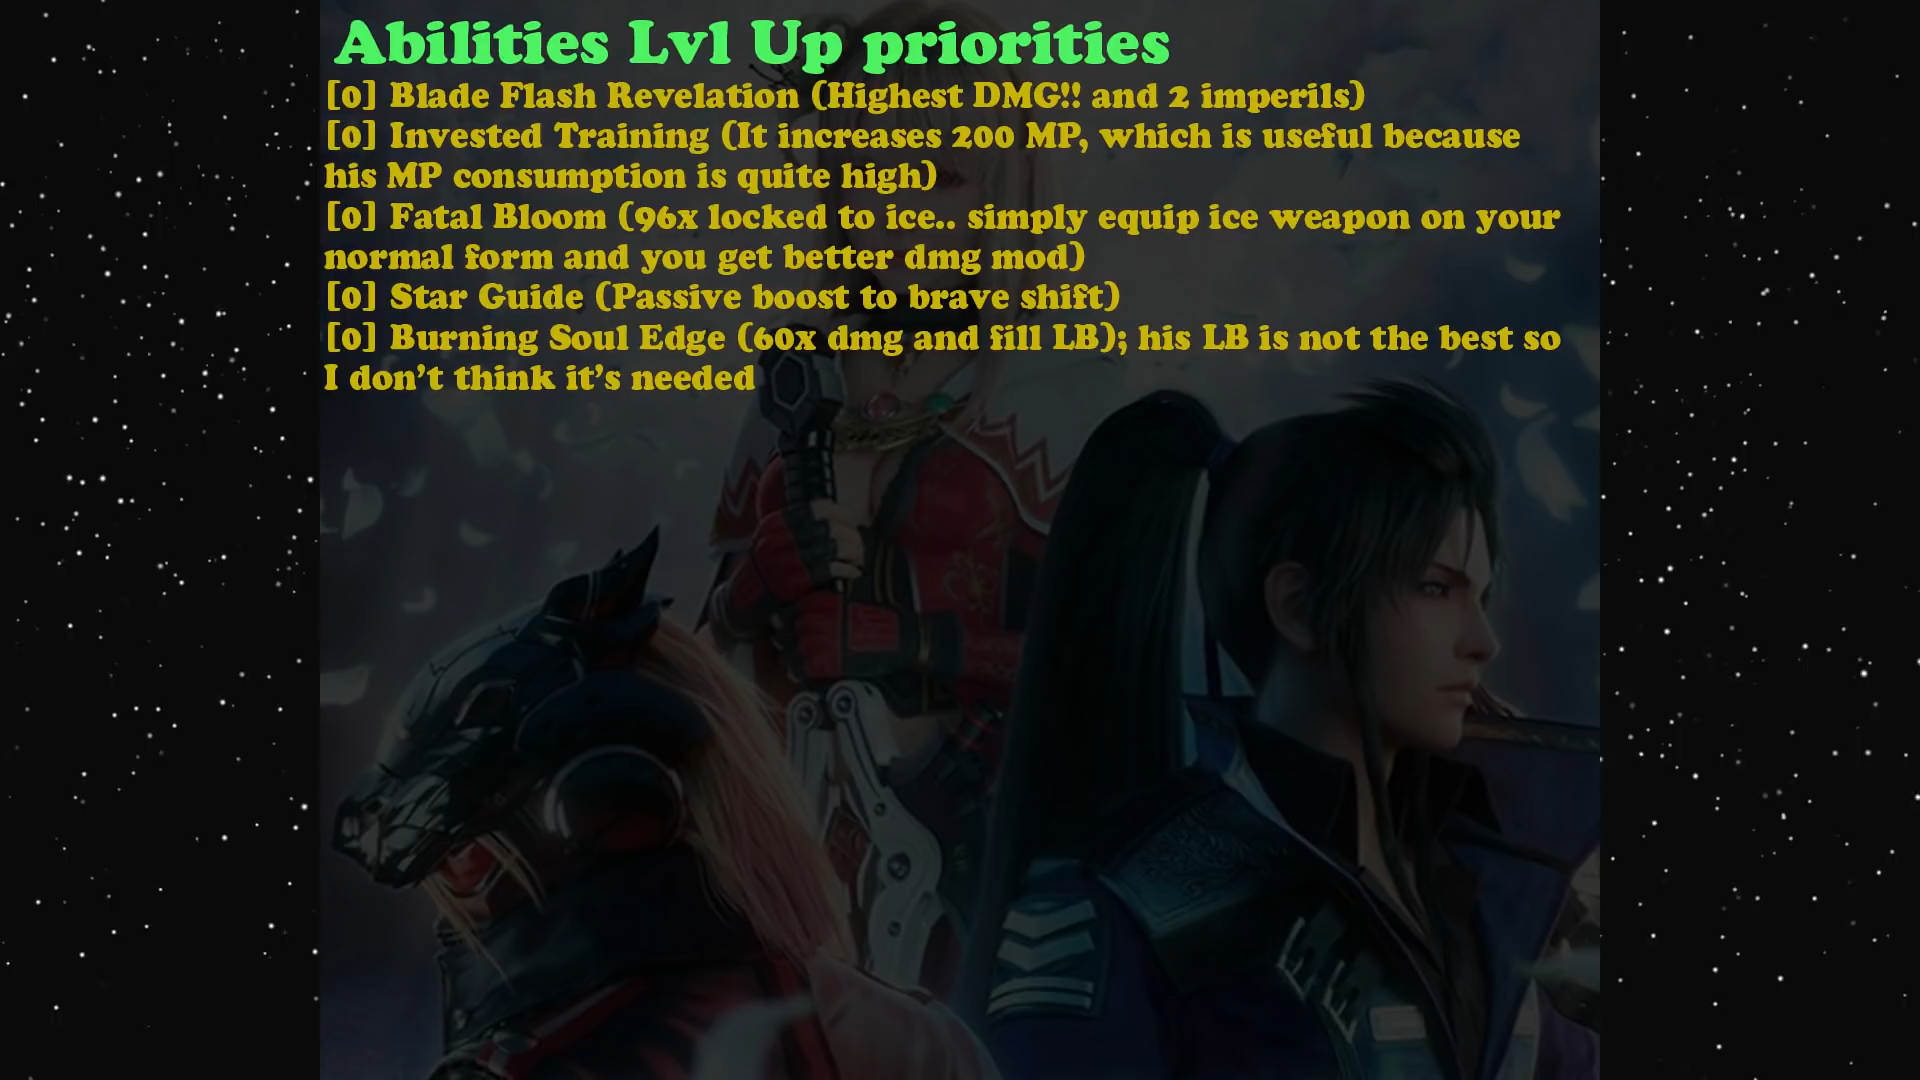 Abilities Lvl Up priorities
[0] Blade Flash Revelation (Highest DMG!! and 2 imperils)
[0] Invested Training (It increases 200 MP, which is useful because
his MP consumption is quite high)
[0] Fatal Bloom (96x locked to ice.. simply equip ice weapon on your
normal form and you get better dmg mod)
[0] Star Guide (Passive boost to brave shift)
[0] Burning Soul Edge (60x dmg and fill LB); his LB is not the best so
I don't think it's needed